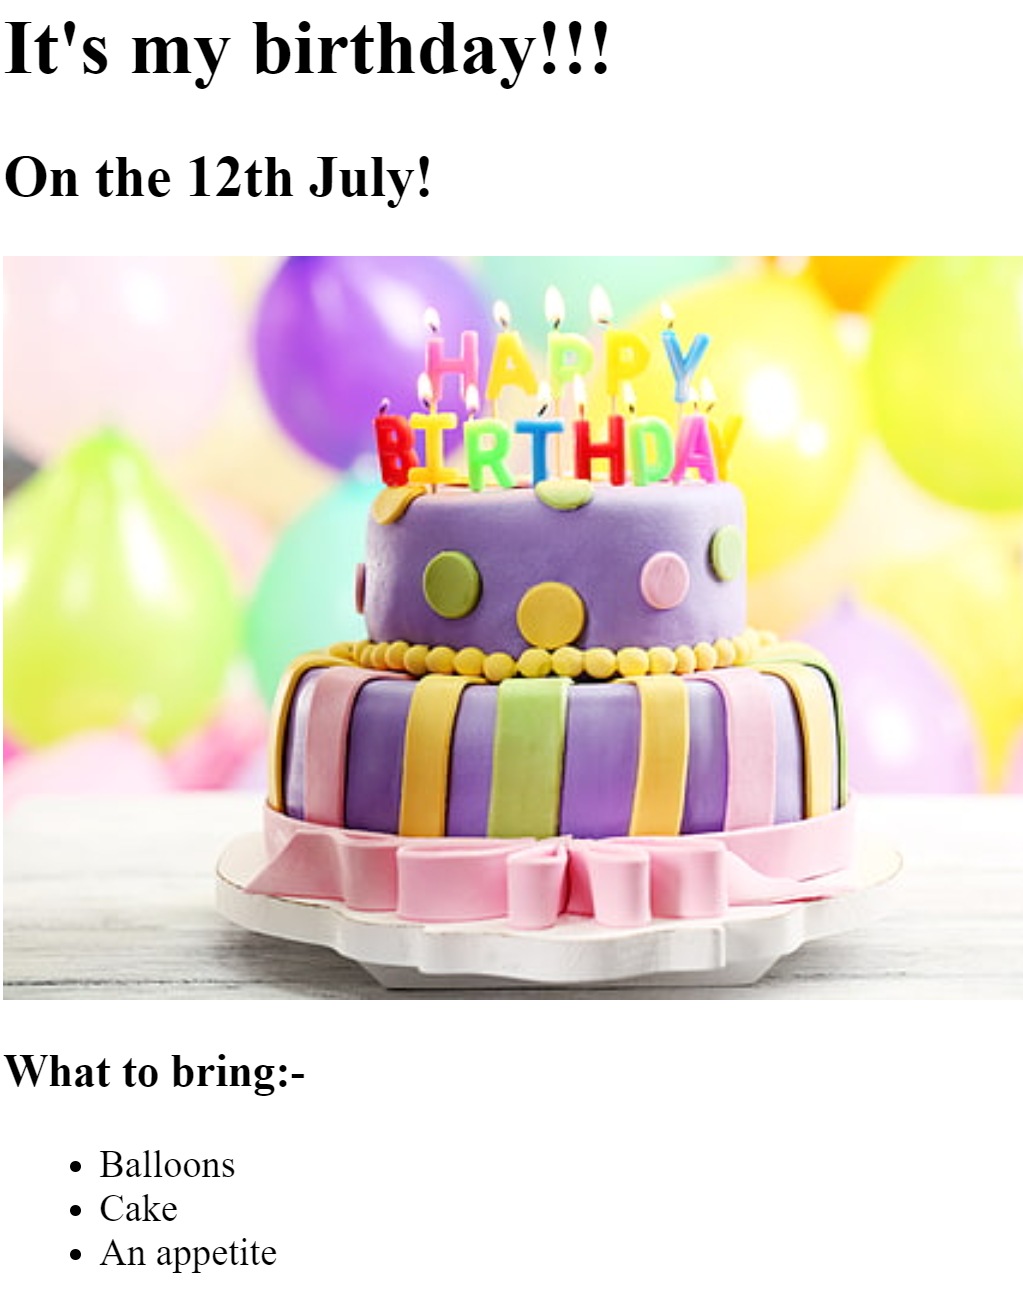 It's my birthday!!!
On the 12th July!
HAPPY
BIRTHDAY
What to bring:-
Balloons
Cake
An appetite